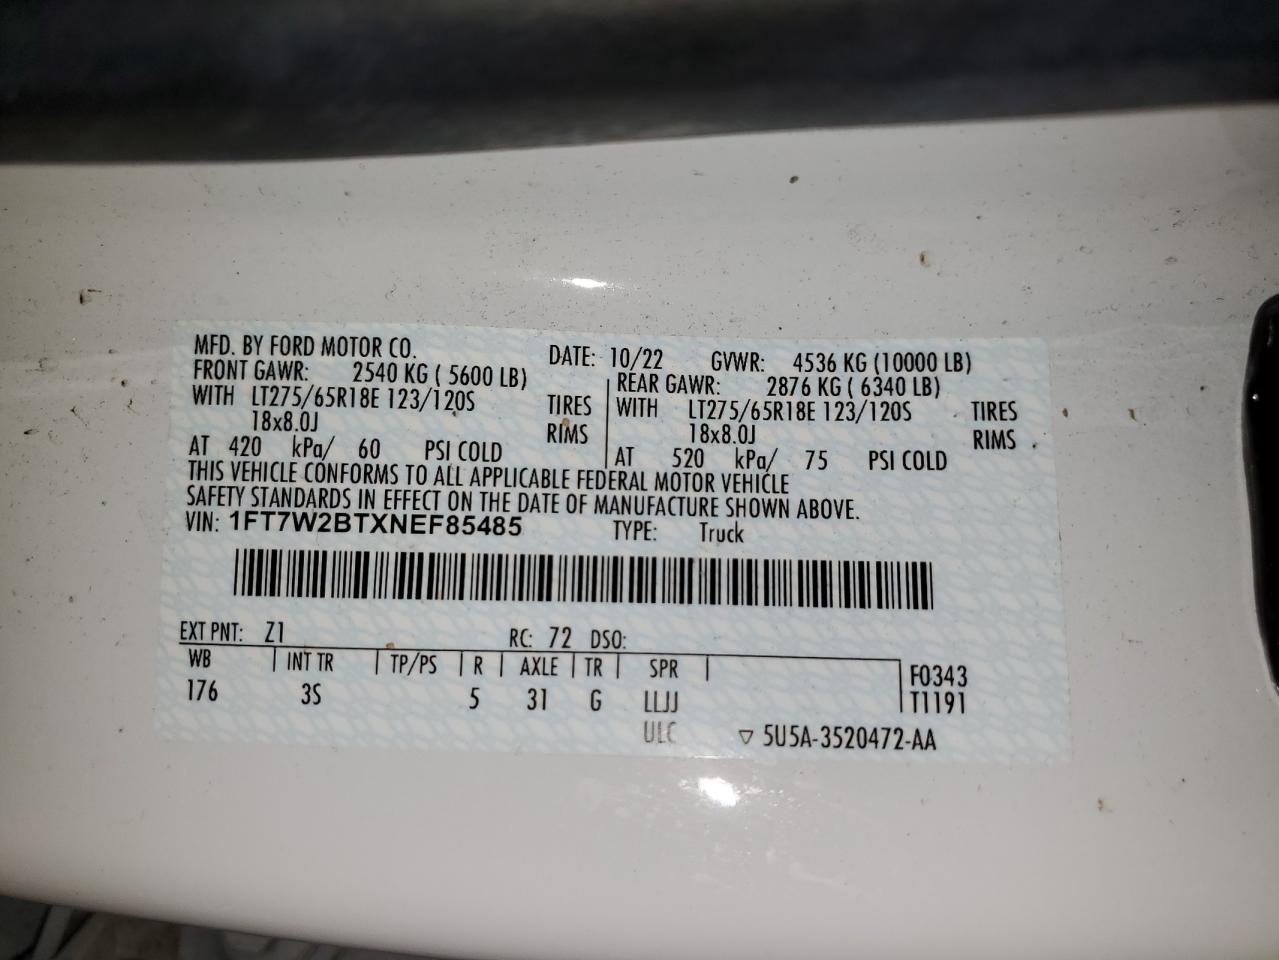 MFD. BY FORD MOTOR CO. DATE: 10/22 GVWR: 4536 KG (10000 LB)
FRONT GAWR: 2540 KG ( 5600 LB) REAR GAWR: 2876 KG ( 6340 LB)
WITH LT275/65R18E 123/120S TIRES WITH LT275/65R18E 123/120S TIRES
18x8.0J RIMS 18x8.0J RIMS
AT 420 kPa/ 60 PSI COLD AT 520 kPa/ 75 PSI COLD
THIS VEHICLE CONFORMS TO ALL APPLICABLE FEDERAL MOTOR VEHICLE
SAFETY STANDARDS IN EFFECT ON THE DATE OF MANUFACTURE SHOWN ABOVE.
VIN: 1FT7W2BTXNEF85485 TYPE: Truck
EXT PNT: Z1 RC: 72 DSO:
WB INT TR TP/PS R AXLE TR SPR F0343
176 3S 5 31 G LLJJ T1191
ULC ▽ 5U5A-3520472-AA